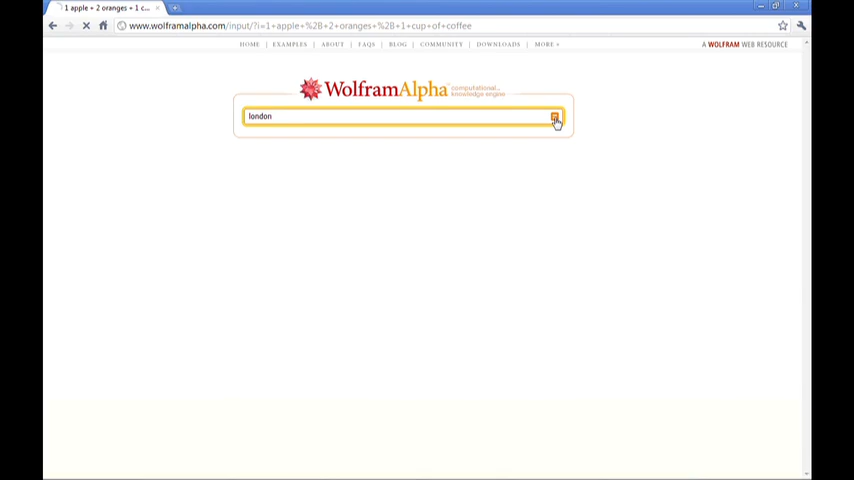 1 apple + 2 oranges + 1 c...
www.wolframalpha.com/input/?i=1+apple+%2B+2+oranges+%2B+1+cup+of+coffee
HOME | EXAMPLES | ABOUT | FAQS | BLOG | COMMUNITY | DOWNLOADS | MORE »
A WOLFRAM WEB RESOURCE
WolframAlpha computational...
knowledge engine
london